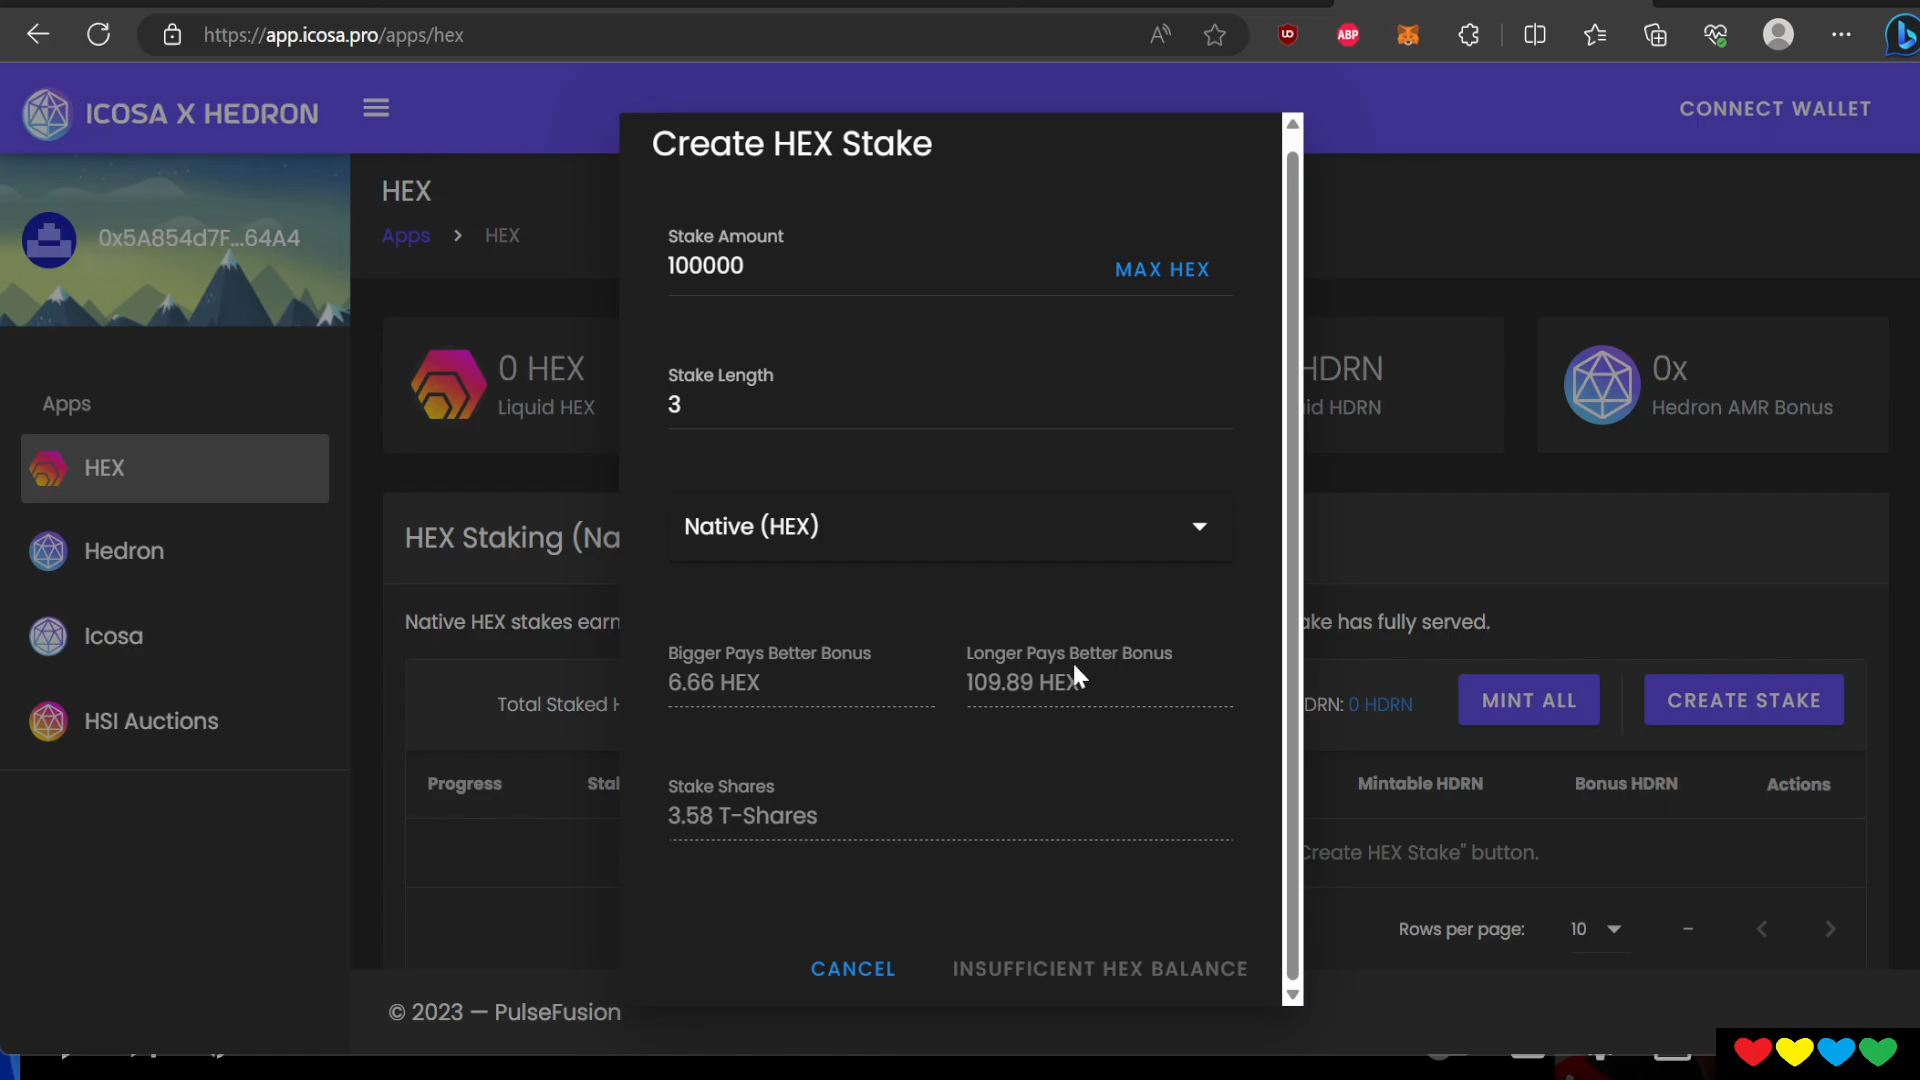 https://app.icosa.pro/apps/hex
ABP
ICOSA X HEDRON
CONNECT WALLET
0x5A854d7F...64A4
Apps
HEX
Hedron
Icosa
HSI Auctions
HEX
Apps > HEX
0 HEX
Liquid HEX
HDRN
id HDRN
0x
Hedron AMR Bonus
HEX Staking (Na
Native HEX stakes earn
ake has fully served.
Total Staked H
DRN: 0 HDRN
MINT ALL
CREATE STAKE
Progress
Stal
Mintable HDRN
Bonus HDRN
Actions
Create HEX Stake" button.
Rows per page:
10
–
© 2023 — PulseFusion
Create HEX Stake
Stake Amount
100000
MAX HEX
Stake Length
3
Native (HEX)
Bigger Pays Better Bonus
6.66 HEX
Longer Pays Better Bonus
109.89 HEX
Stake Shares
3.58 T-Shares
CANCEL
INSUFFICIENT HEX BALANCE